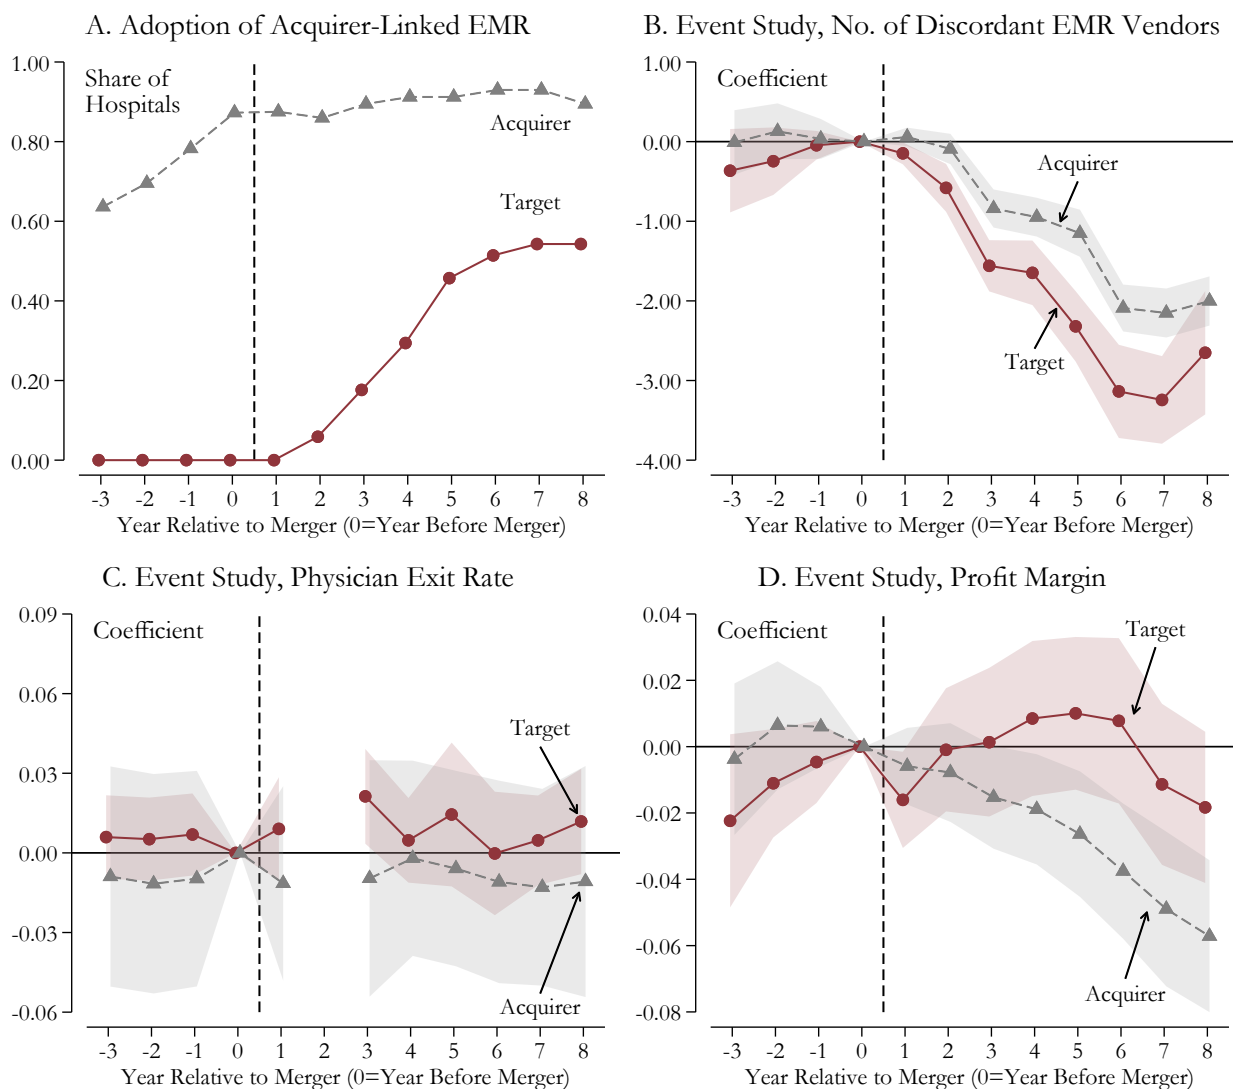 A. Adoption of Acquirer-Linked EMR
1.00
0.80
0.60
0.40
0.20
0.00
Share of
Hospitals
Acquirer
Target
-3 -2 -1 0 1 2 3 4 5 6 7 8
Year Relative to Merger (0=Year Before Merger)
B. Event Study, No. of Discordant EMR Vendors
1.00
0.00
-1.00
-2.00
-3.00
-4.00
Coefficient
Acquirer
Target
-3 -2 -1 0 1 2 3 4 5 6 7 8
Year Relative to Merger (0=Year Before Merger)
C. Event Study, Physician Exit Rate
0.09
0.06
0.03
0.00
-0.03
-0.06
Coefficient
Target
Acquirer
-3 -2 -1 0 1 2 3 4 5 6 7 8
Year Relative to Merger (0=Year Before Merger)
D. Event Study, Profit Margin
0.04
0.02
0.00
-0.02
-0.04
-0.06
-0.08
Coefficient
Target
Acquirer
-3 -2 -1 0 1 2 3 4 5 6 7 8
Year Relative to Merger (0=Year Before Merger)